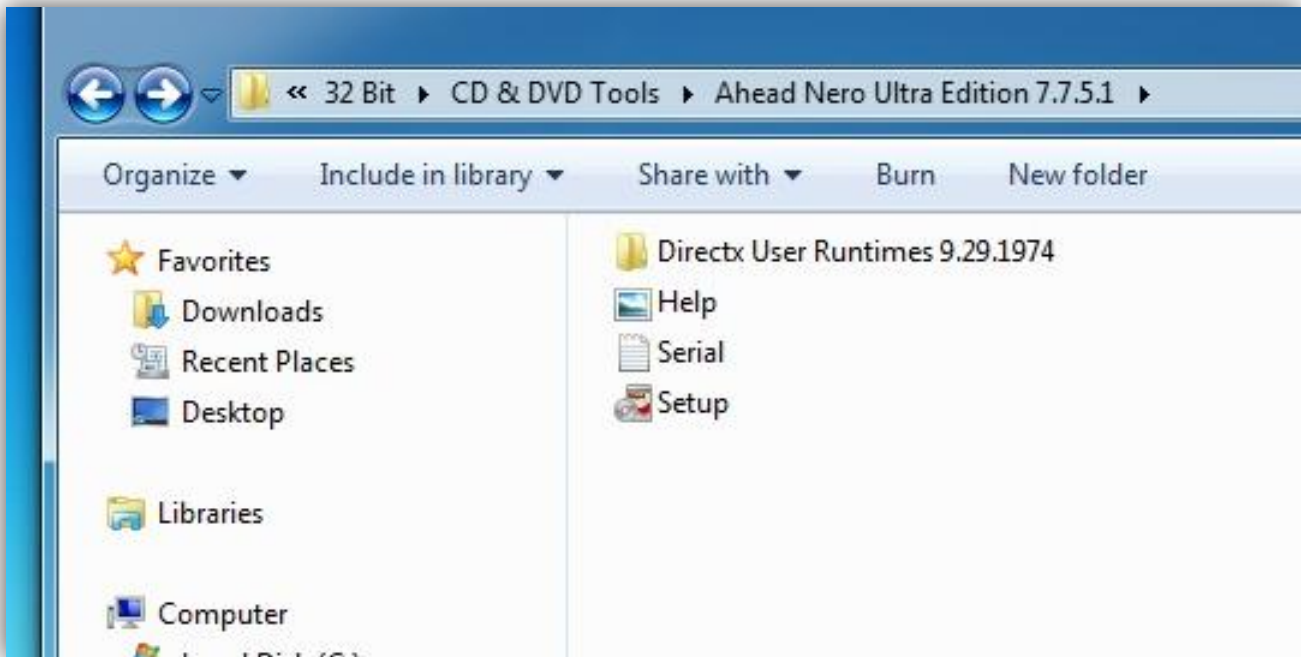 « 32 Bit ▸ CD & DVD Tools ▸ Ahead Nero Ultra Edition 7.7.5.1 ▸
Organize ▾ Include in library ▾ Share with ▾ Burn New folder
Favorites
Downloads
Recent Places
Desktop
Libraries
Computer
Directx User Runtimes 9.29.1974
Help
Serial
Setup